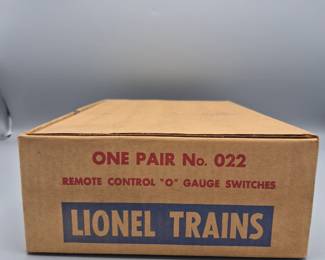 ONE PAIR No. 022
REMOTE CONTROL "O" GAUGE SWITCHES
LIONEL TRAINS